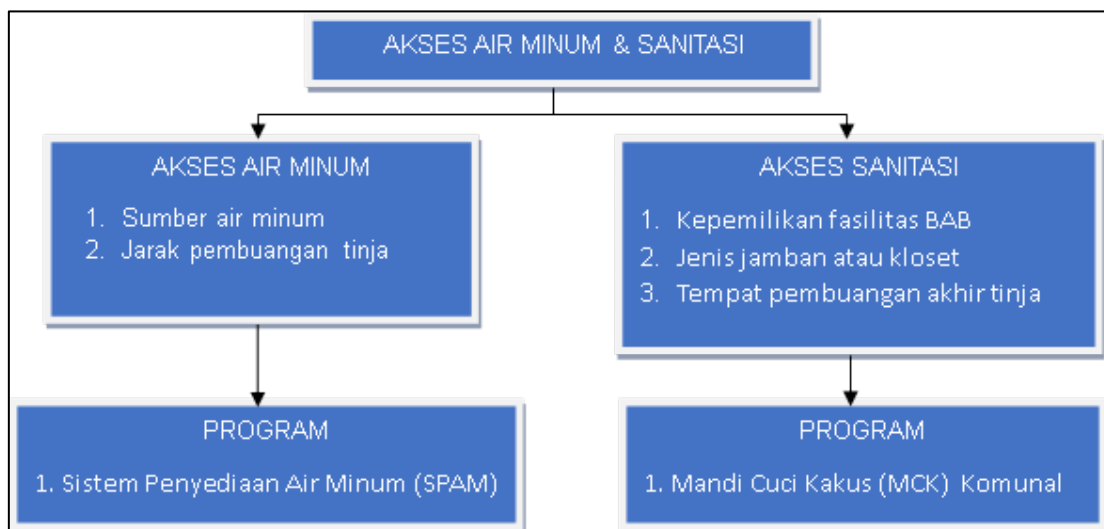 AKSES AIR MINUM & SANITASI
AKSES AIR MINUM
1. Sumber air minum
2. Jarak pembuangan tinja
AKSES SANITASI
1. Kepemilikan fasilitas BAB
2. Jenis jamban atau kloset
3. Tempat pembuangan akhir tinja
PROGRAM
1. Sistem Penyediaan Air Minum (SPAM)
PROGRAM
1. Mandi Cuci Kakus (MCK) Komunal